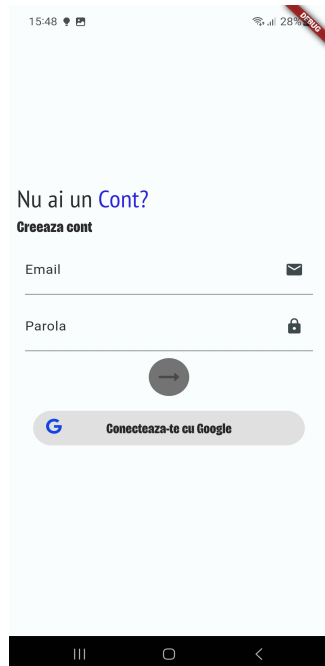 15:48
28%
DEBUG
Nu ai un Cont?
Creeaza cont
Email
Parola
G
Conecteaza-te cu Google